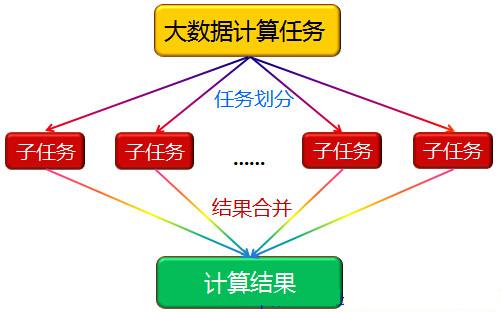 大数据计算任务
任务划分
子任务 子任务 ...... 子任务 子任务
结果合并
计算结果